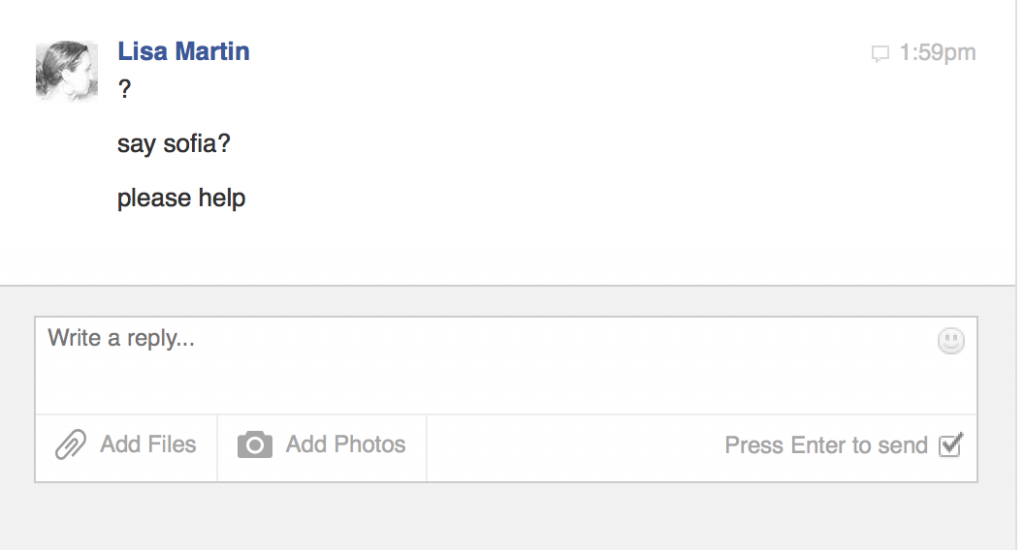 Lisa Martin
1:59pm
?
say sofia?
please help
Write a reply...
Add Files
Add Photos
Press Enter to send